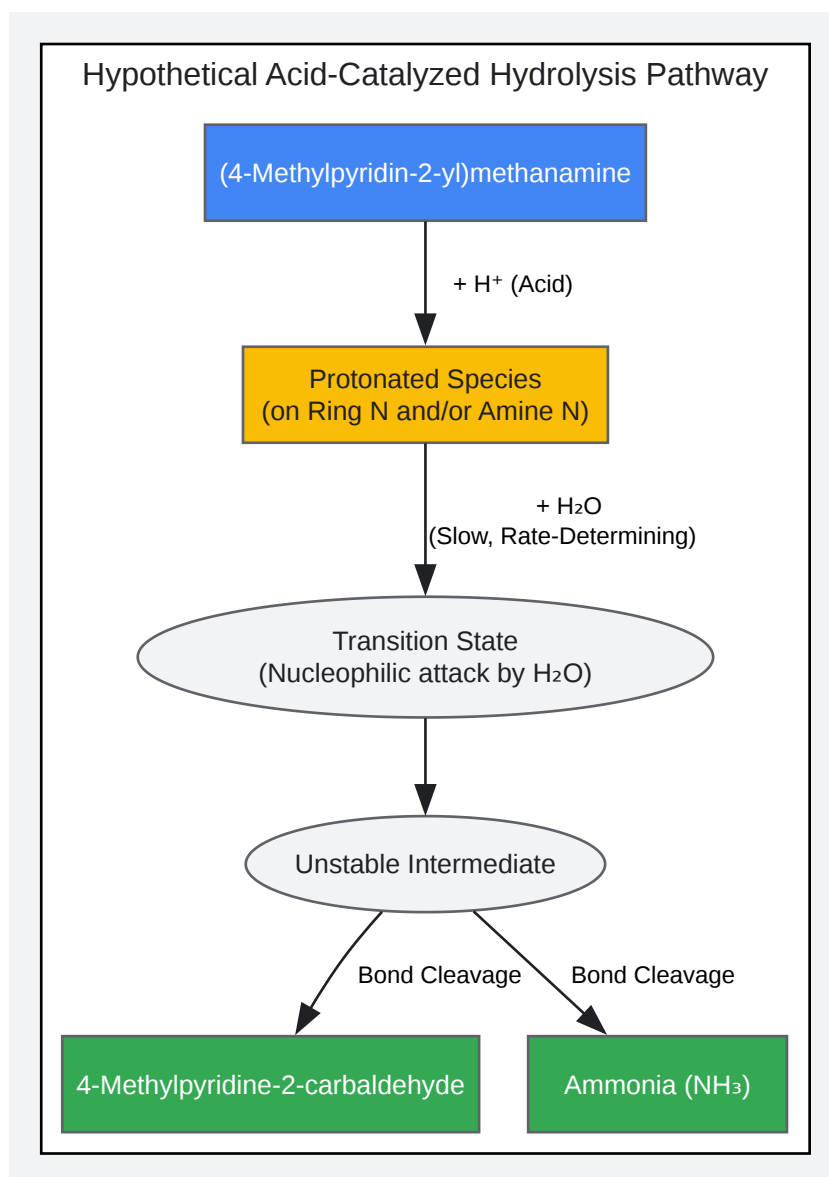 Hypothetical Acid-Catalyzed Hydrolysis Pathway
(4-Methylpyridin-2-yl)methanamine
+ H⁺ (Acid)
Protonated Species
(on Ring N and/or Amine N)
+ H₂O
(Slow, Rate-Determining)
Transition State
(Nucleophilic attack by H₂O)
Unstable Intermediate
Bond Cleavage
Bond Cleavage
4-Methylpyridine-2-carbaldehyde
Ammonia (NH₃)